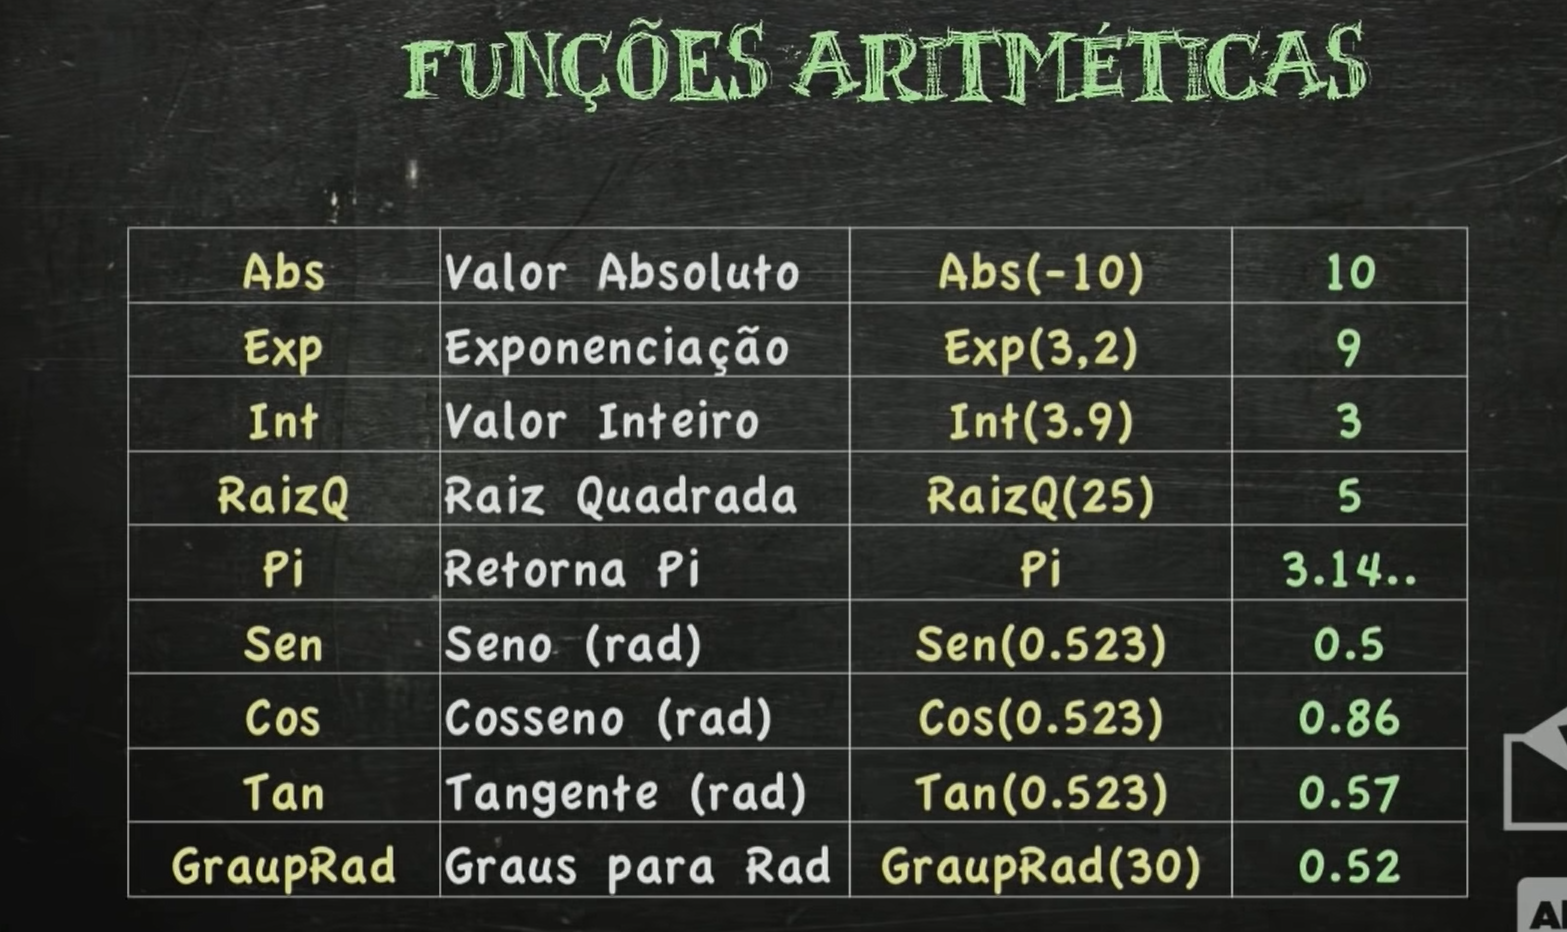 FUNÇÕES ARITMÉTICAS
Abs Valor Absoluto Abs(-10) 10
Exp Exponenciação Exp(3,2) 9
Int Valor Inteiro Int(3.9) 3
RaizQ Raiz Quadrada RaizQ(25) 5
Pi Retorna Pi Pi 3.14..
Sen Seno (rad) Sen(0.523) 0.5
Cos Cosseno (rad) Cos(0.523) 0.86
Tan Tangente (rad) Tan(0.523) 0.57
GraupRad Graus para Rad GraupRad(30) 0.52